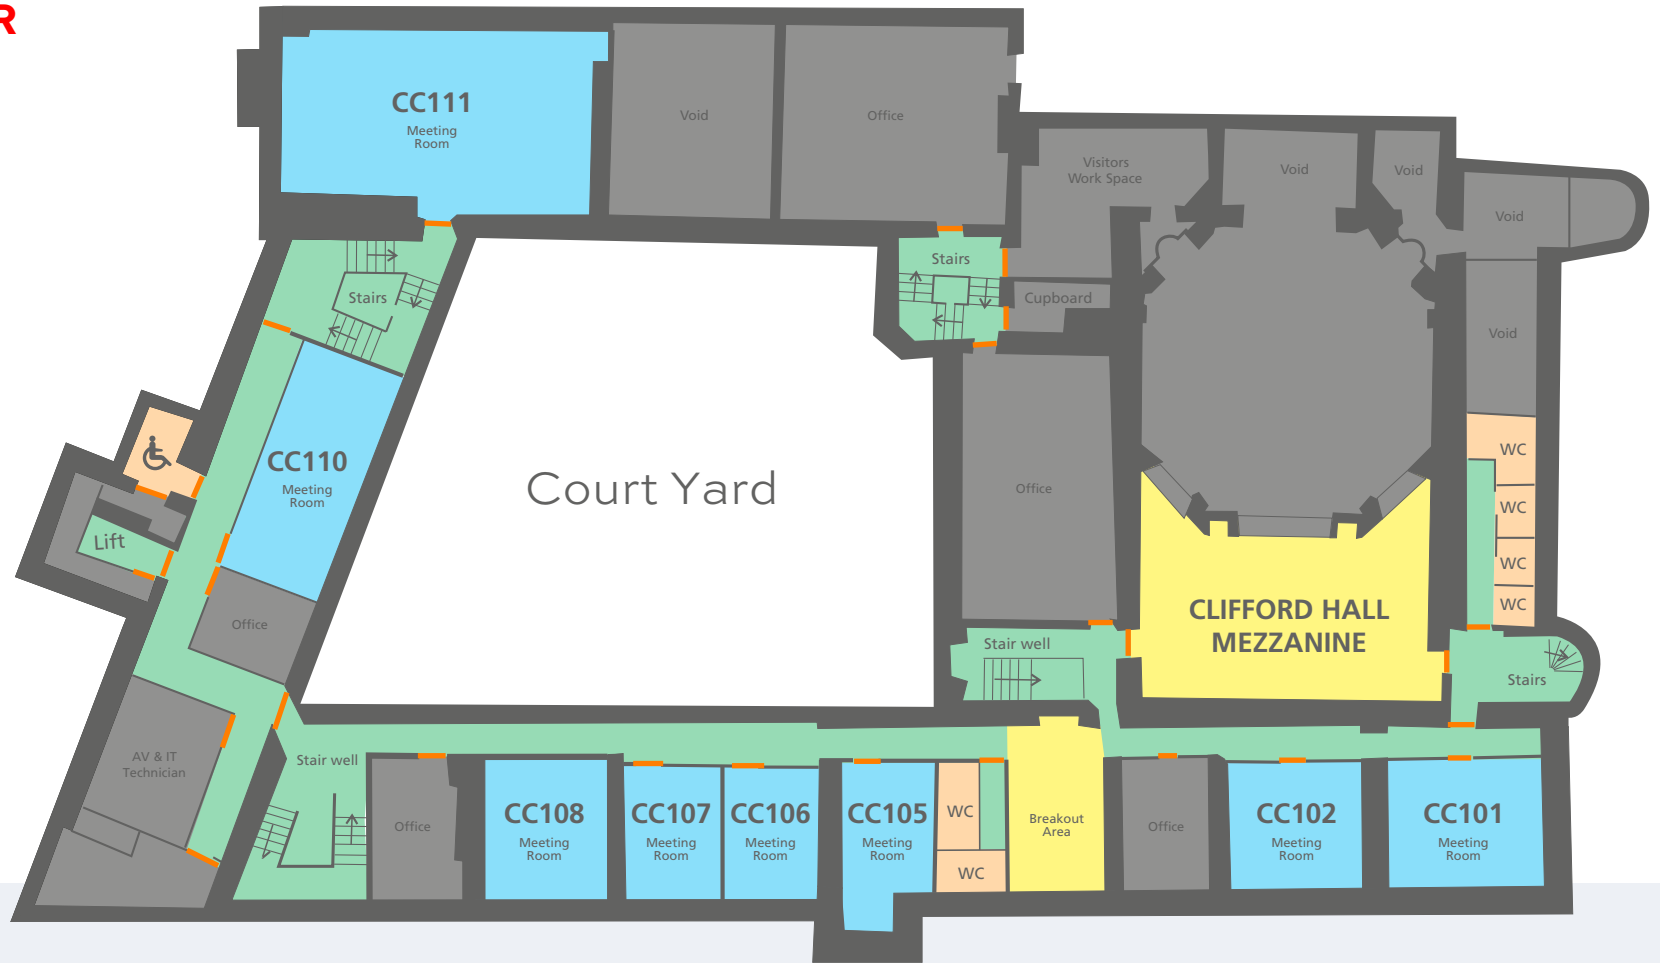 R
CC111
Meeting
Room
Void
Office
Visitors
Work Space
Void
Void
Void
Stairs
Stairs
Cupboard
Void
CC110
Meeting
Room
Court Yard
Office
WC
WC
WC
WC
Lift
Office
CLIFFORD HALL
MEZZANINE
Stair well
Stairs
AV & IT
Technician
Stair well
Office
CC108
Meeting
Room
CC107
Meeting
Room
CC106
Meeting
Room
CC105
Meeting
Room
WC
WC
Breakout
Area
Office
CC102
Meeting
Room
CC101
Meeting
Room